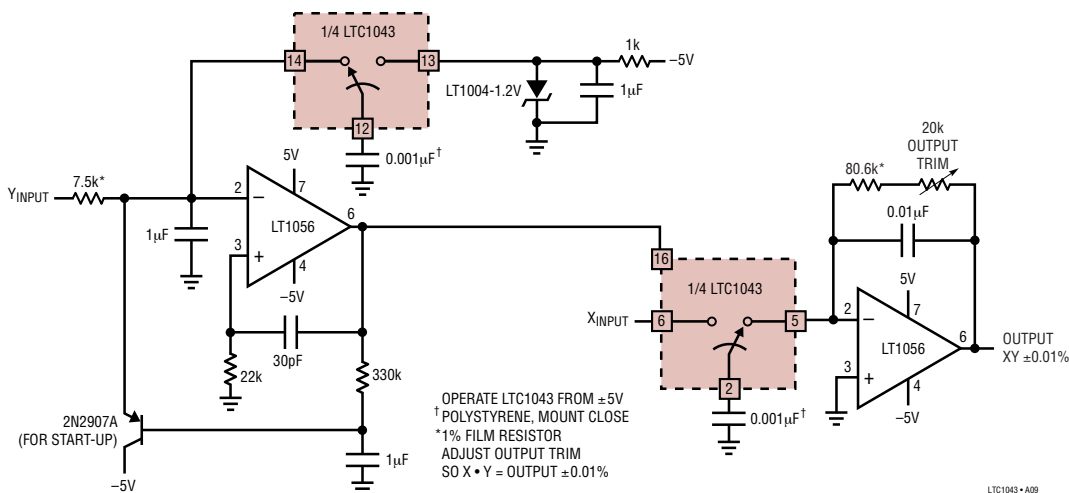 1/4 LTC1043
14
13
12
1k
–5V
LT1004-1.2V
1µF
0.001µF†
YINPUT
7.5k*
1µF
5V
2
–
7
LT1056
6
3
+
4
–5V
30pF
22k
330k
2N2907A
(FOR START-UP)
–5V
1µF
16
1/4 LTC1043
XINPUT
6
5
2
0.001µF†
20k
OUTPUT
TRIM
80.6k*
0.01µF
5V
2
–
7
LT1056
6
3
+
4
–5V
OUTPUT
XY ±0.01%
OPERATE LTC1043 FROM ±5V
† POLYSTYRENE, MOUNT CLOSE
*1% FILM RESISTOR
ADJUST OUTPUT TRIM
SO X • Y = OUTPUT ±0.01%
LTC1043 • A09